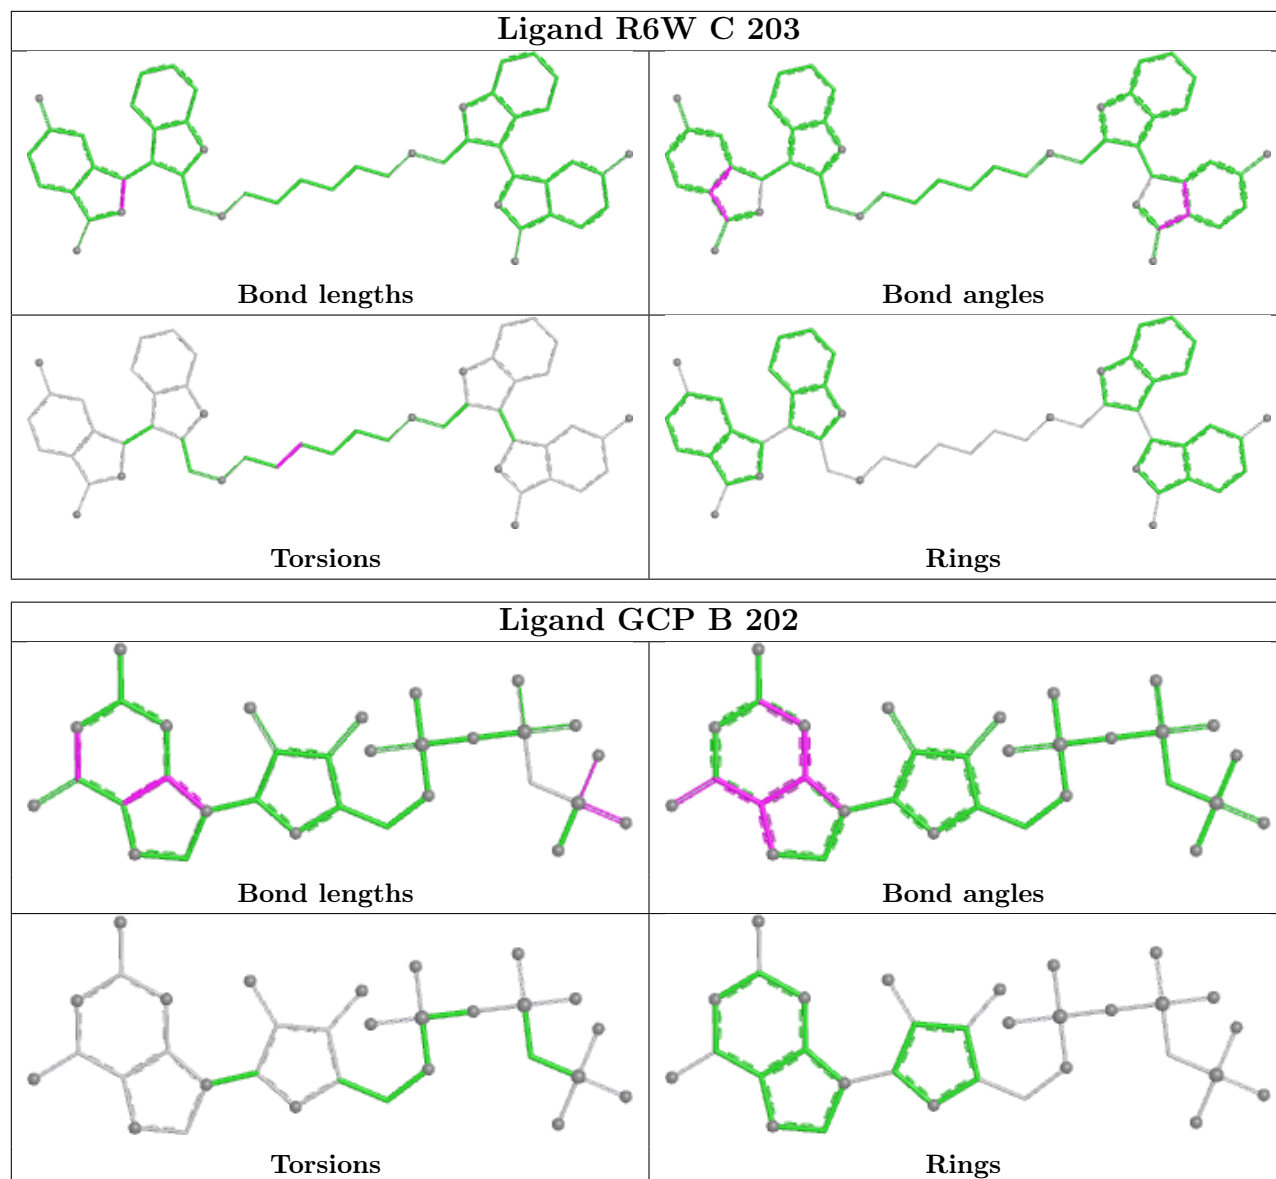 Ligand R6W C 203
Bond lengths
Bond angles
Torsions
Rings
Ligand GCP B 202
Bond lengths
Bond angles
Torsions
Rings